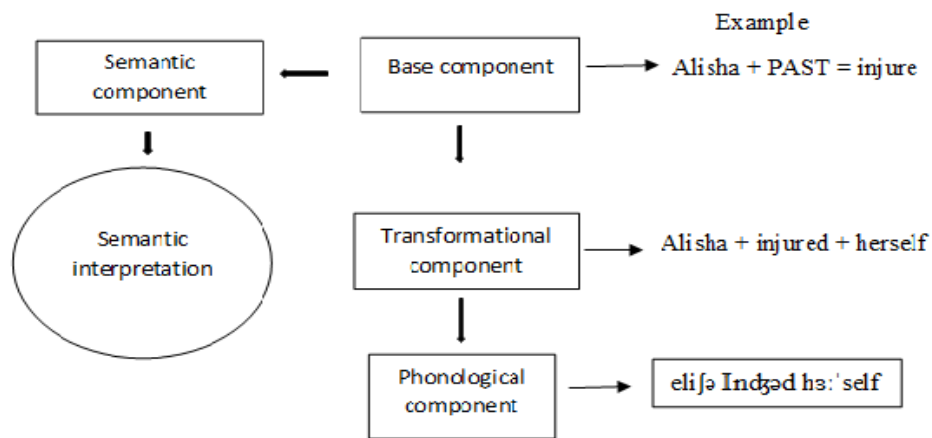 Example
Semantic
component
Base component
Alisha + PAST = injure
Semantic
interpretation
Transformational
component
Alisha + injured + herself
Phonological
component
eliʃə Inʤəd hɜːˈself